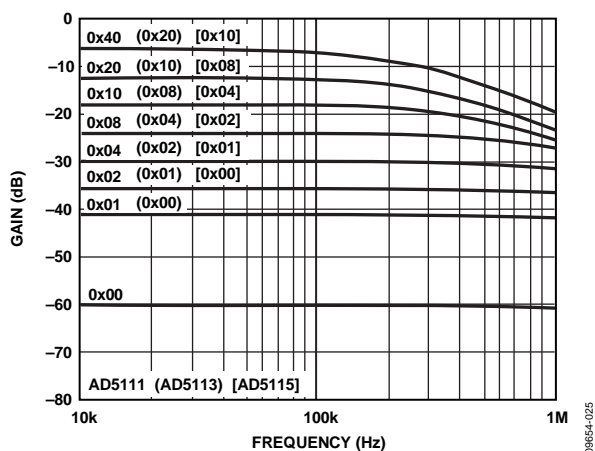 0
–10
–20
–30
–40
–50
–60
–70
–80
GAIN (dB)
0x40 (0x20) [0x10]
0x20 (0x10) [0x08]
0x10 (0x08) [0x04]
0x08 (0x04) [0x02]
0x04 (0x02) [0x01]
0x02 (0x01) [0x00]
0x01 (0x00)
0x00
AD5111 (AD5113) [AD5115]
10k 100k 1M
FREQUENCY (Hz)
09654-025